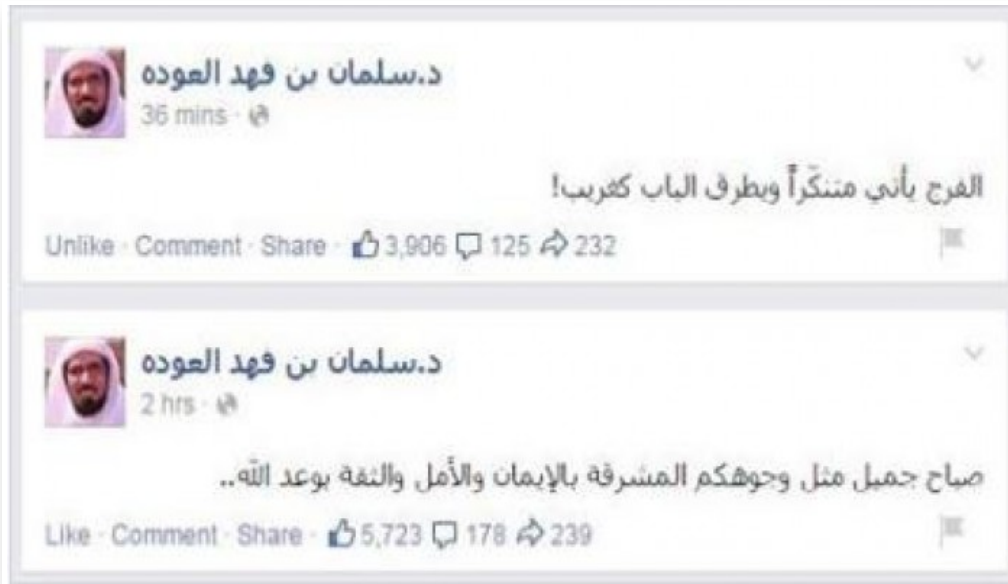 د.سلمان بن فهد العوده
36 mins ·
الفرج يأتي متنكّراً ويطرق الباب كغريب!
Unlike · Comment · Share · 3,906 125 232
د.سلمان بن فهد العوده
2 hrs ·
صباح جميل مثل وجوهكم المشرقة بالإيمان والأمل والثقة بوعد الله..
Like · Comment · Share · 5,723 178 239